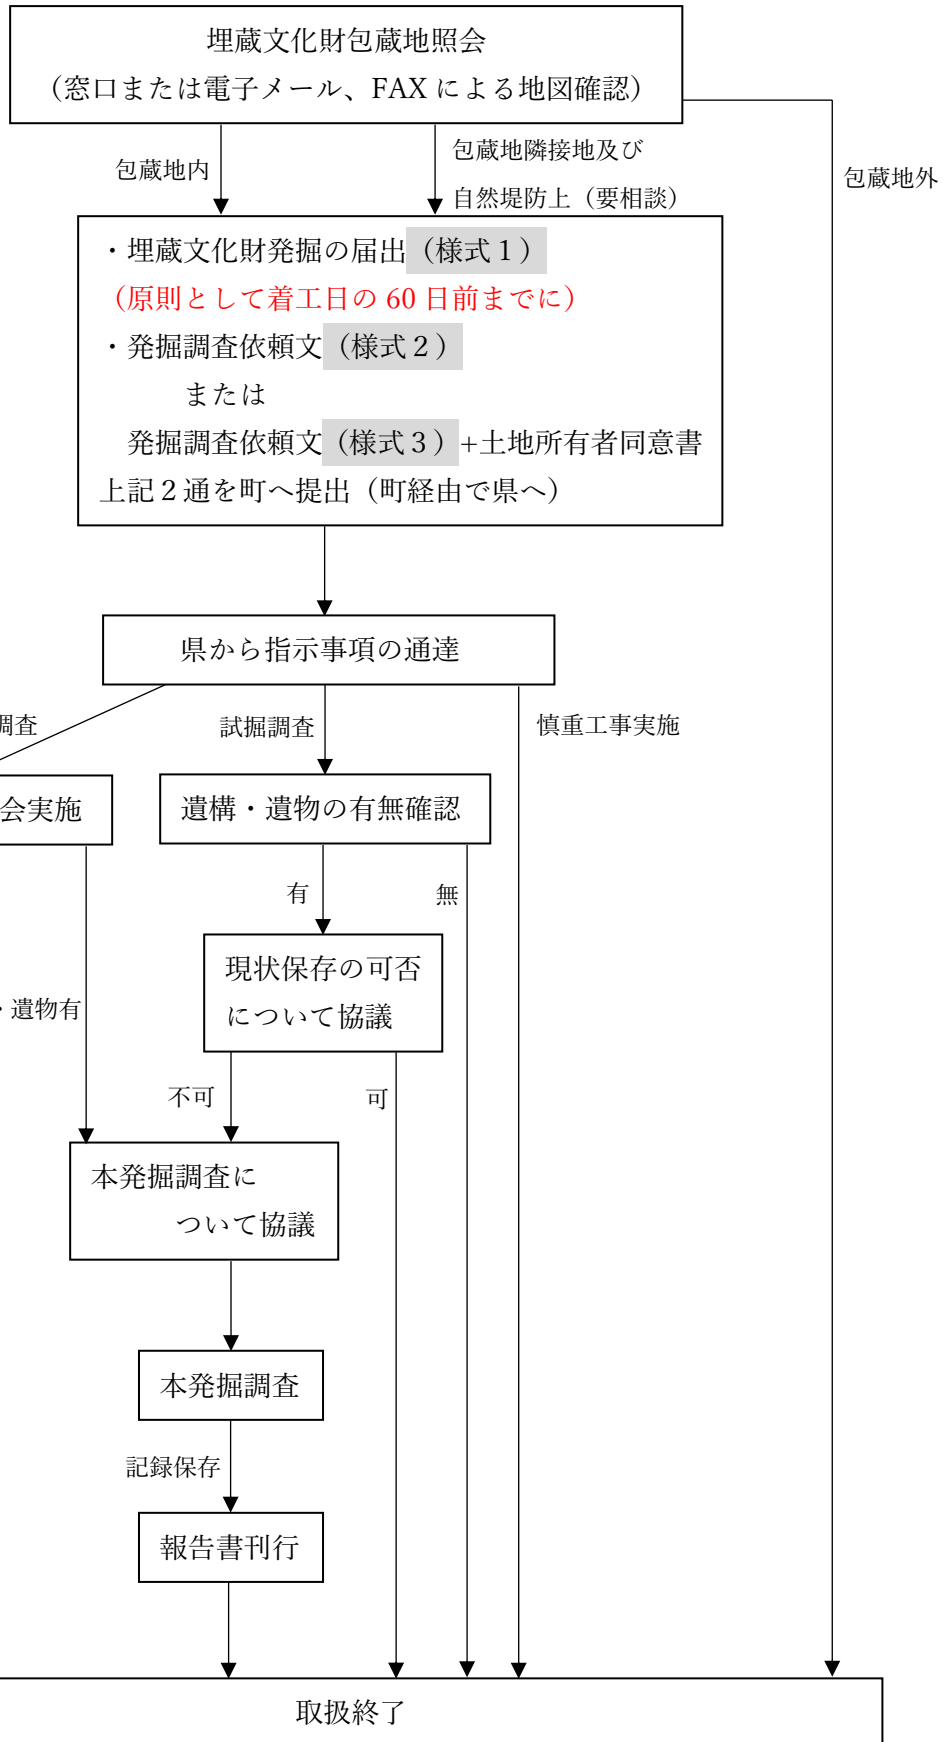 埋蔵文化財包蔵地照会
（窓口または電子メール、FAX による地図確認）
包蔵地内
包蔵地隣接地及び
自然堤防上（要相談）
包蔵地外
・埋蔵文化財発掘の届出（様式１）
（原則として着工日の 60 日前までに）
・発掘調査依頼文（様式２）
または
発掘調査依頼文（様式３）+土地所有者同意書
上記２通を町へ提出（町経由で県へ）
県から指示事項の通達
調査
試掘調査
慎重工事実施
会実施
遺構・遺物の有無確認
有
無
現状保存の可否
について協議
・遺物有
不可
可
本発掘調査に
ついて協議
本発掘調査
記録保存
報告書刊行
取扱終了